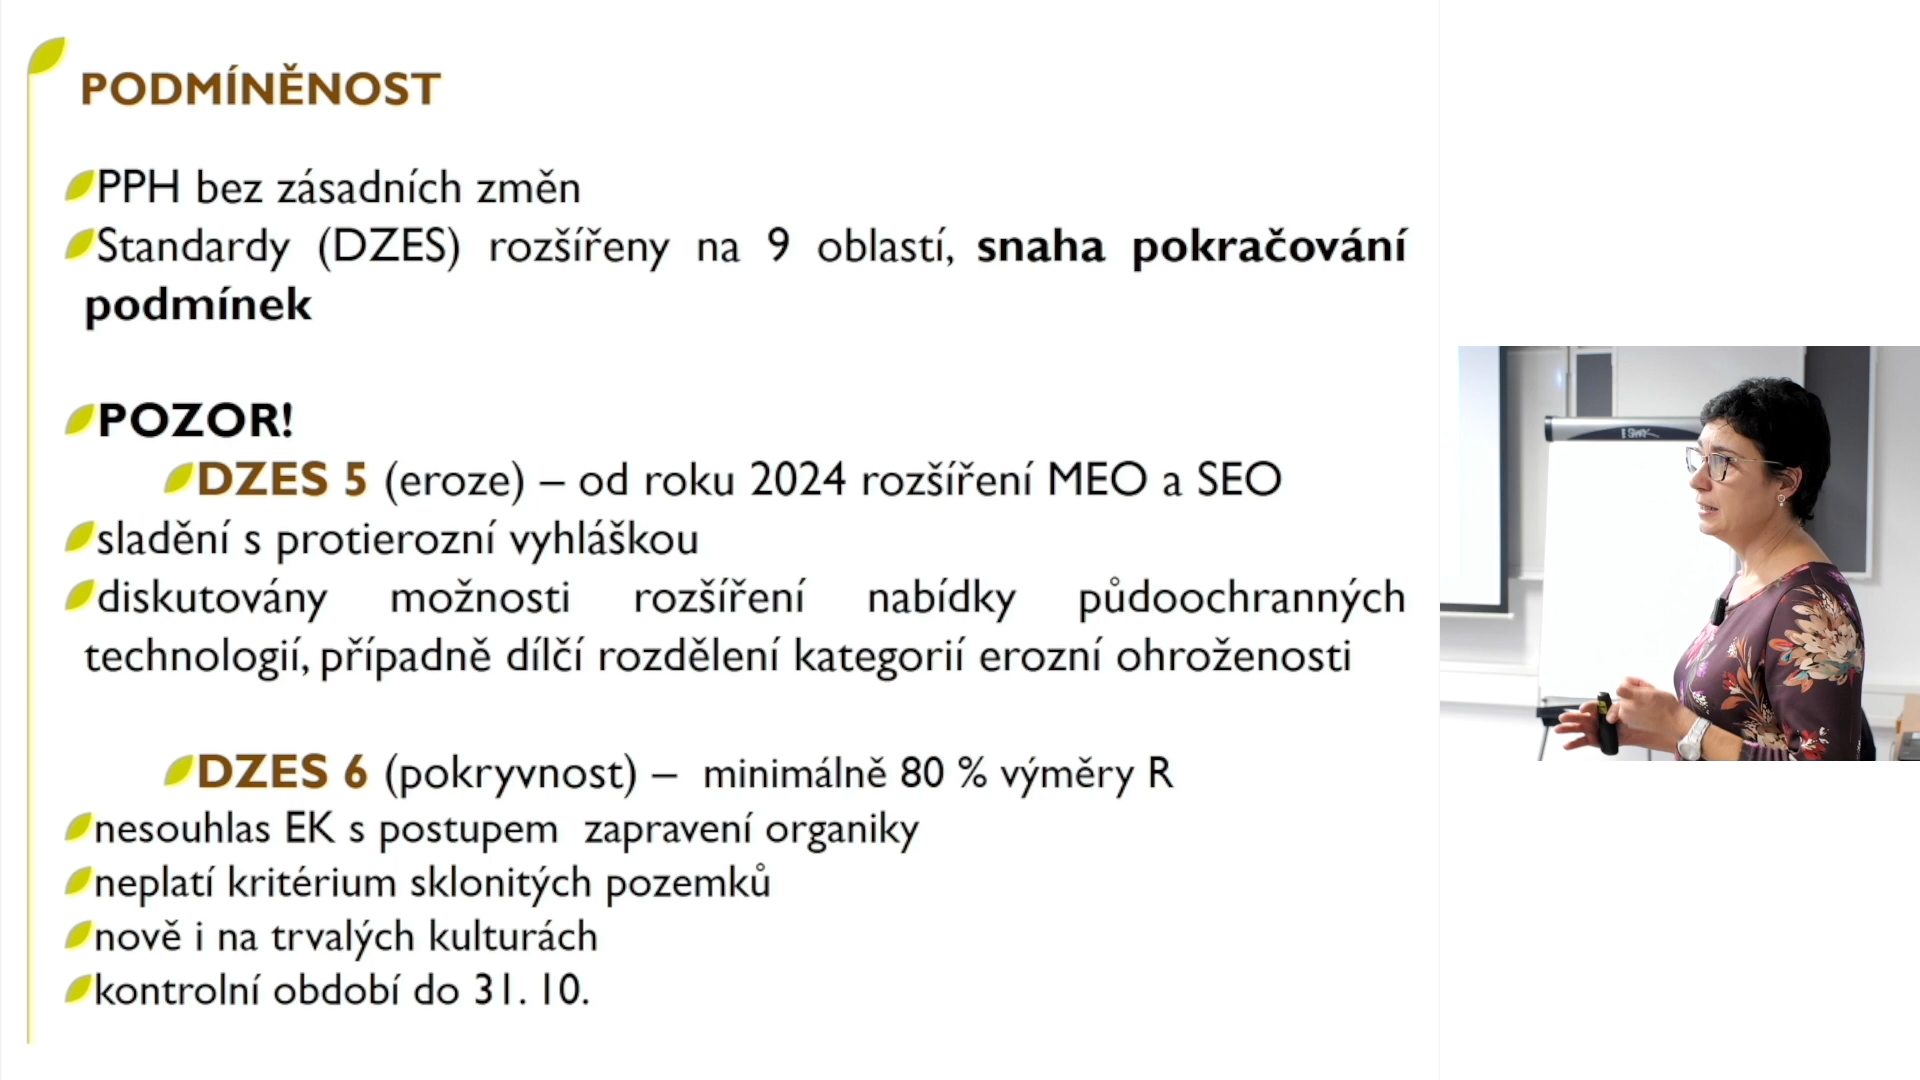 PODMÍNĚNOST
PPH bez zásadních změn
Standardy (DZES) rozšířeny na 9 oblastí, snaha pokračování
podmínek
POZOR!
DZES 5 (eroze) – od roku 2024 rozšíření MEO a SEO
sladění s protierozní vyhláškou
diskutovány možnosti rozšíření nabídky půdoochranných
technologií, případně dílčí rozdělení kategorií erozní ohroženosti
DZES 6 (pokryvnost) – minimálně 80 % výměry R
nesouhlas EK s postupem zapravení organiky
neplatí kritérium sklonitých pozemků
nově i na trvalých kulturách
kontrolní období do 31. 10.